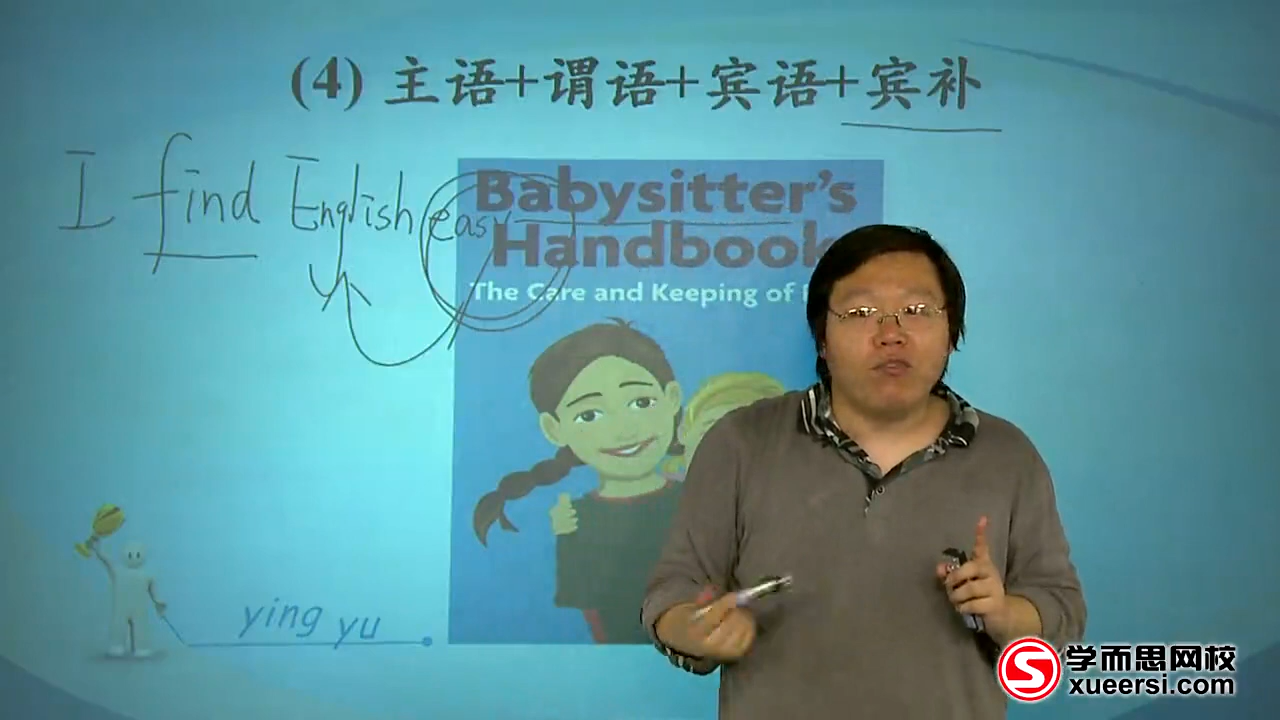 (4) 主语+谓语+宾语+宾补
I find English easy
Babysitter's
Handbook
The Care and Keeping of
ying yu
学而思网校
xueersi.com